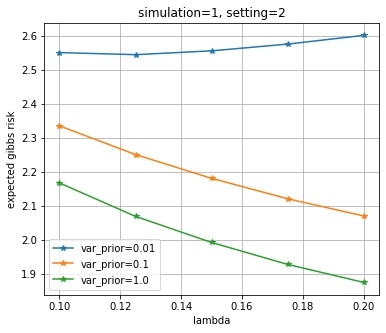 simulation=1, setting=2
expected gibbs risk
2.6
2.5
2.4
2.3
2.2
2.1
2.0
1.9
var_prior=0.01
var_prior=0.1
var_prior=1.0
0.10 0.12 0.14 0.16 0.18 0.20
lambda